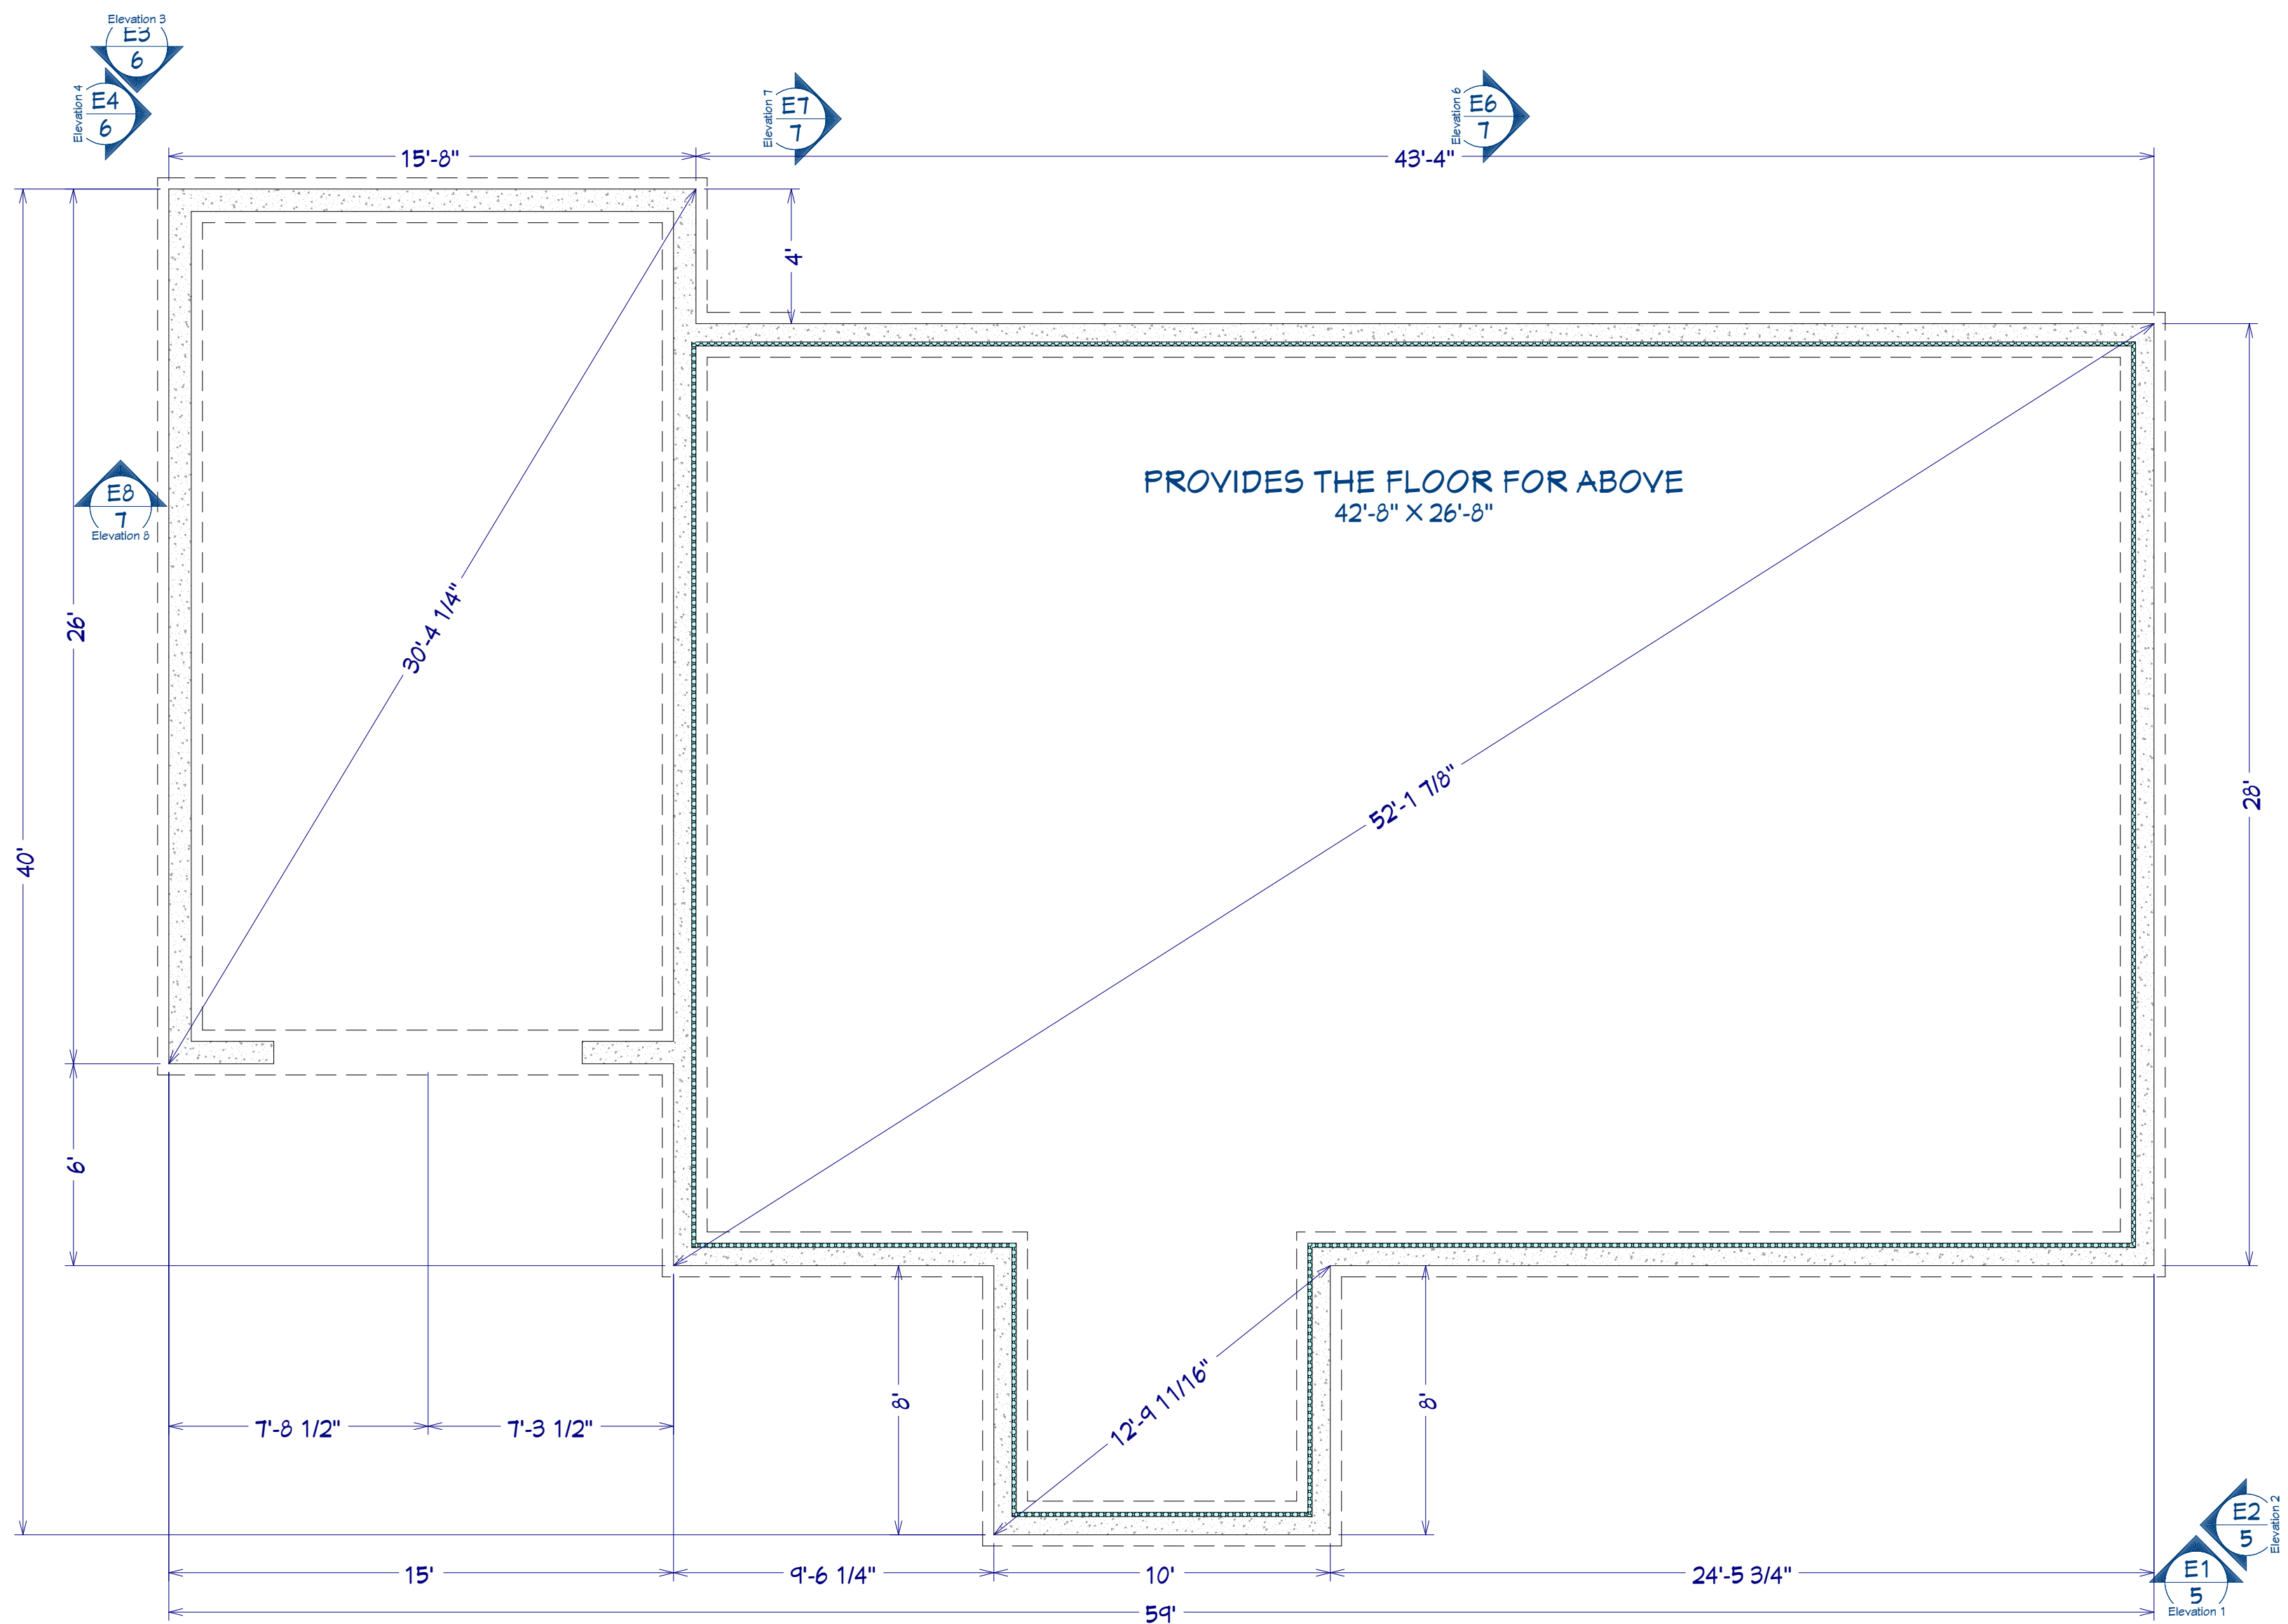 Elevation 3
E3
6
Elevation 4
E4
6
Elevation 7
E7
7
Elevation 6
E6
7
15'-8"
43'-4"
4'
E8
7
Elevation 8
PROVIDES THE FLOOR FOR ABOVE
42'-8" X 26'-8"
26'
30'-4 1/4"
52'-1 7/8"
28'
40'
6'
8'
12'-9 11/16"
8'
7'-8 1/2"
7'-3 1/2"
E2
5
Elevation 2
15'
9'-6 1/4"
10'
24'-5 3/4"
E1
5
Elevation 1
59'